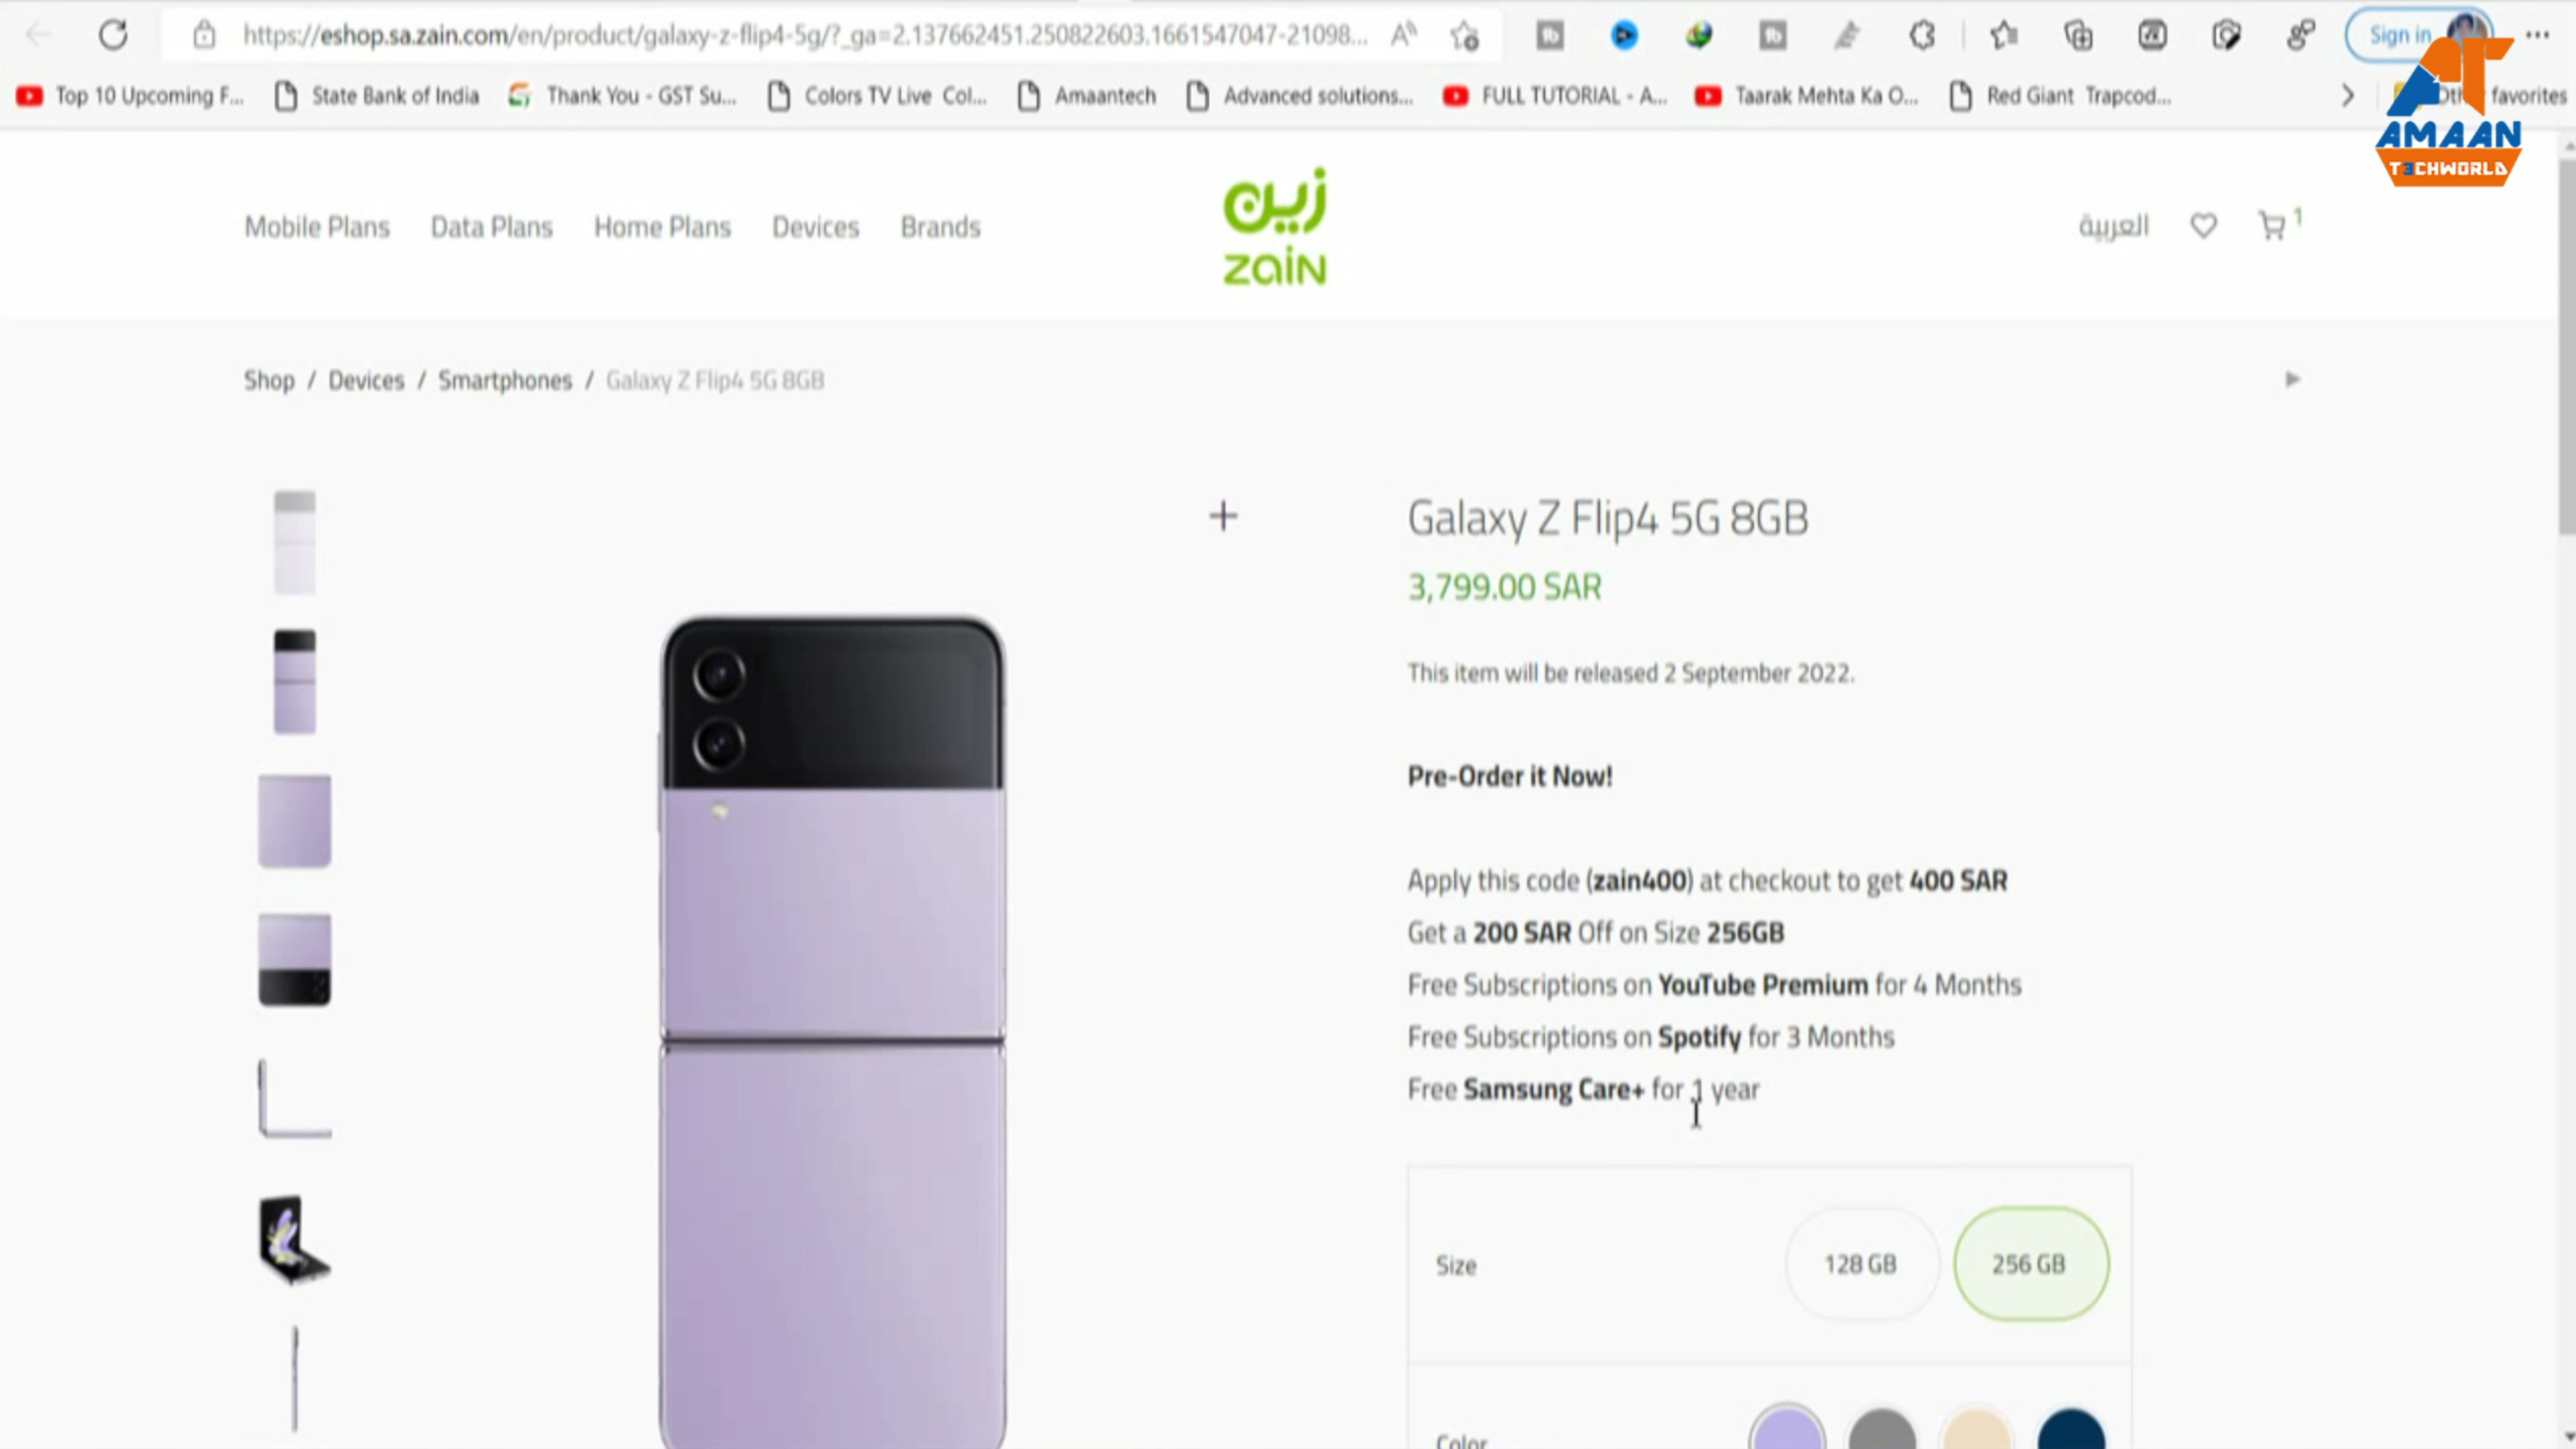 https://eshop.sa.zain.com/en/product/galaxy-z-flip4-5g/?_ga=2.137662451.250822603.1661547047-21098...
Sign in
Top 10 Upcoming F...
State Bank of India
Thank You - GST Su...
Colors TV Live Col...
Amaantech
Advanced solutions...
FULL TUTORIAL - A...
Taarak Mehta Ka O...
Red Giant Trapcod...
favorites
AT
AMAAN
T3CHWORLD
Mobile Plans
Data Plans
Home Plans
Devices
Brands
زين
zain
العربية
1
Shop / Devices / Smartphones / Galaxy Z Flip4 5G 8GB
Galaxy Z Flip4 5G 8GB
3,799.00 SAR
This item will be released 2 September 2022.
Pre-Order it Now!
Apply this code (zain400) at checkout to get 400 SAR
Get a 200 SAR Off on Size 256GB
Free Subscriptions on YouTube Premium for 4 Months
Free Subscriptions on Spotify for 3 Months
Free Samsung Care+ for 1 year
Size
128 GB
256 GB
Color